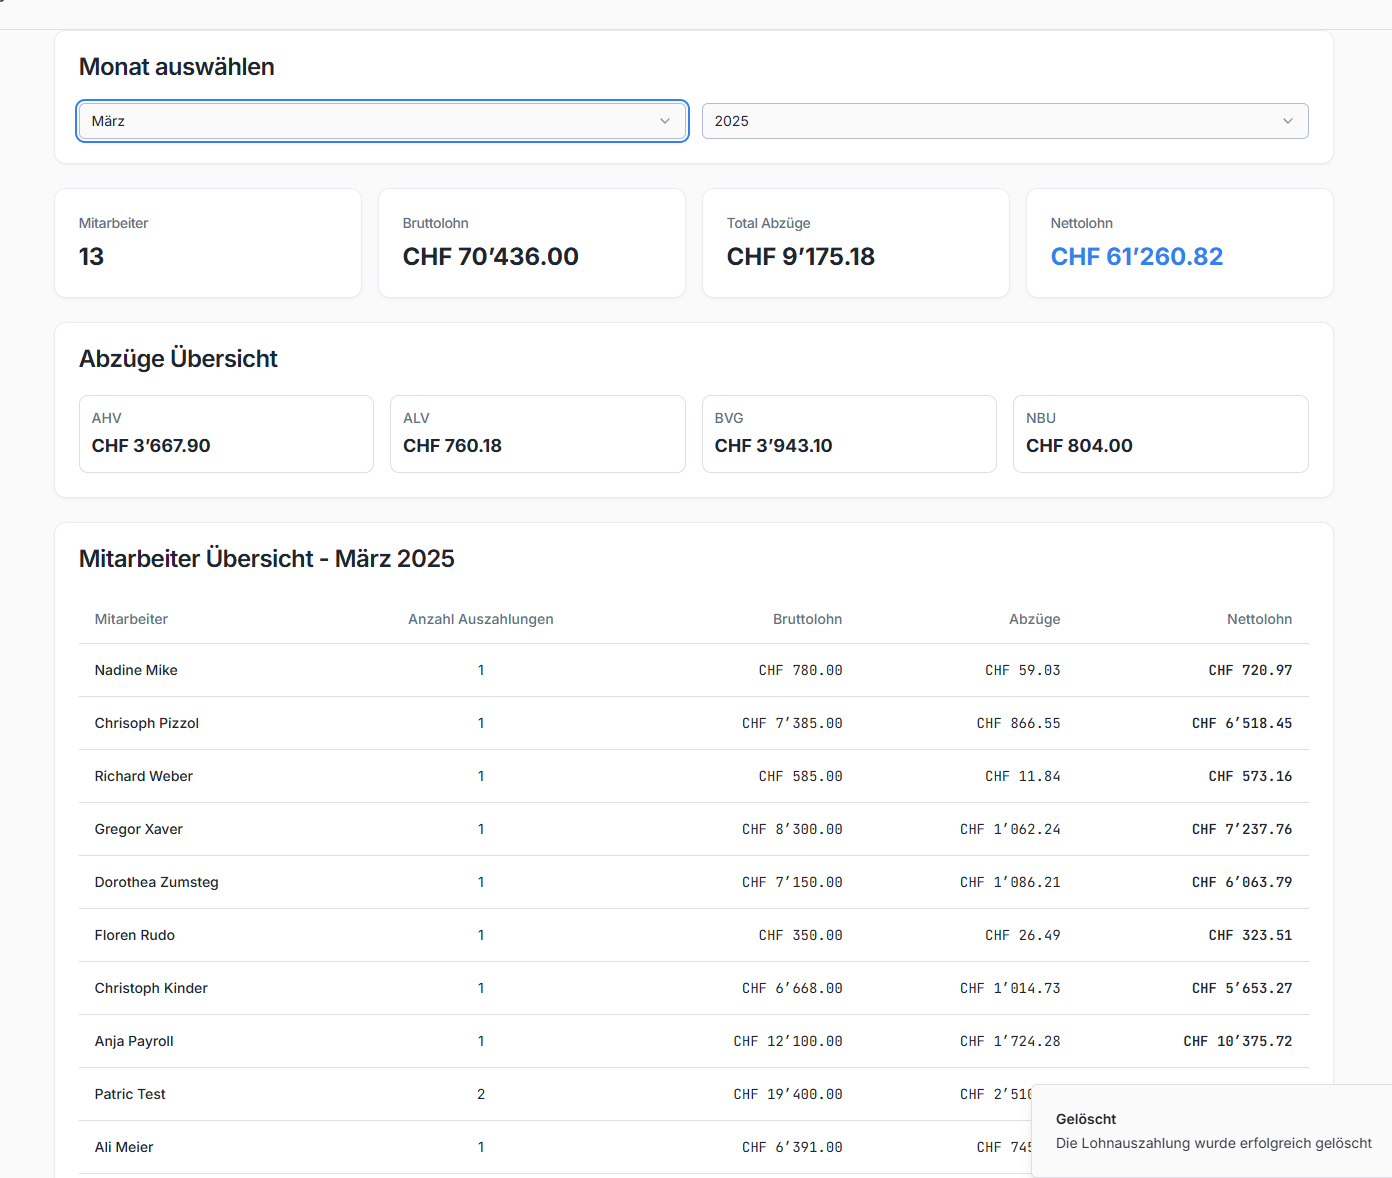 Monat auswählen
März
2025
Mitarbeiter
13
Bruttolohn
CHF 70’436.00
Total Abzüge
CHF 9’175.18
Nettolohn
CHF 61’260.82
Abzüge Übersicht
AHV
CHF 3’667.90
ALV
CHF 760.18
BVG
CHF 3’943.10
NBU
CHF 804.00
Mitarbeiter Übersicht - März 2025
Mitarbeiter Anzahl Auszahlungen Bruttolohn Abzüge Nettolohn
Nadine Mike 1 CHF 780.00 CHF 59.03 CHF 720.97
Chrisoph Pizzol 1 CHF 7’385.00 CHF 866.55 CHF 6’518.45
Richard Weber 1 CHF 585.00 CHF 11.84 CHF 573.16
Gregor Xaver 1 CHF 8’300.00 CHF 1’062.24 CHF 7’237.76
Dorothea Zumsteg 1 CHF 7’150.00 CHF 1’086.21 CHF 6’063.79
Floren Rudo 1 CHF 350.00 CHF 26.49 CHF 323.51
Christoph Kinder 1 CHF 6’668.00 CHF 1’014.73 CHF 5’653.27
Anja Payroll 1 CHF 12’100.00 CHF 1’724.28 CHF 10’375.72
Patric Test 2 CHF 19’400.00 CHF 2’510
Ali Meier 1 CHF 6’391.00 CHF 745
Gelöscht
Die Lohnauszahlung wurde erfolgreich gelöscht